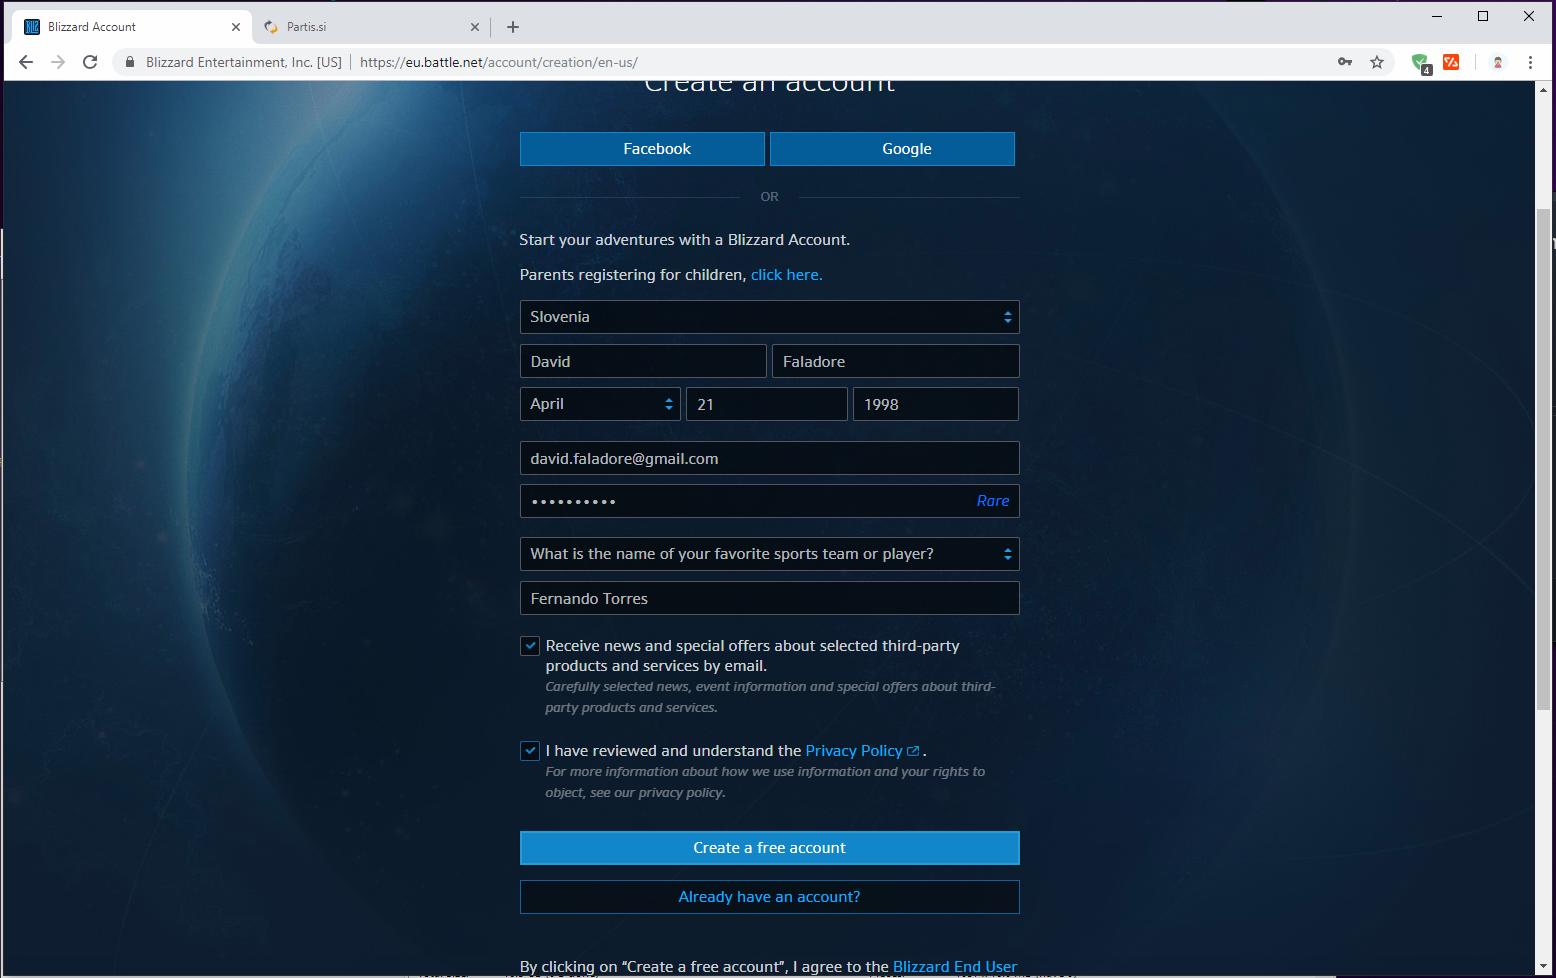 Blizzard Account
Partis.si
Blizzard Entertainment, Inc. [US]
https://eu.battle.net/account/creation/en-us/
4
Create an account
Facebook
Google
OR
Start your adventures with a Blizzard Account.
Parents registering for children, click here.
Slovenia
David
Faladore
April
21
1998
david.faladore@gmail.com
••••••••••
Rare
What is the name of your favorite sports team or player?
Fernando Torres
Receive news and special offers about selected third-party
products and services by email.
Carefully selected news, event information and special offers about third-
party products and services.
I have reviewed and understand the Privacy Policy .
For more information about how we use information and your rights to
object, see our privacy policy.
Create a free account
Already have an account?
By clicking on “Create a free account”, I agree to the Blizzard End User